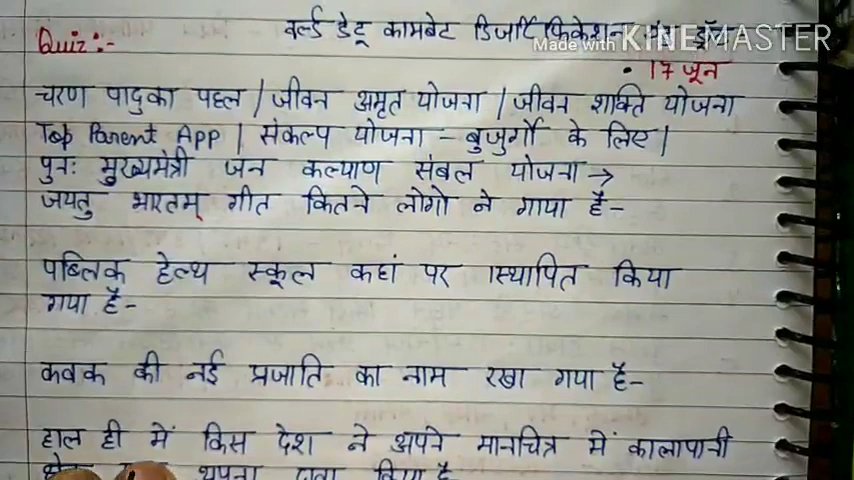 वर्ल्ड डेटू कामबेट डिजर्टिफिकेशन एंड ड्रॉट
Made with KINEMASTER
Quiz:-
• 17 जून
चरण पादुका पहल / जीवन अमृत योजना / जीवन शक्ति योजना
Top Parent App | संकल्प योजना - बुजुर्गों के लिए |
पुनः मुख्यमंत्री जन कल्याण संबल योजना →
जयतु भारतम् गीत कितने लोगो ने गाया है-
पब्लिक हेल्थ स्कूल कहां पर स्थापित किया
गया है-
कवक की नई प्रजाति का नाम रखा गया है-
हाल ही में किस देश ने अपने मानचित्र में कालापानी
अपना दावा किया है